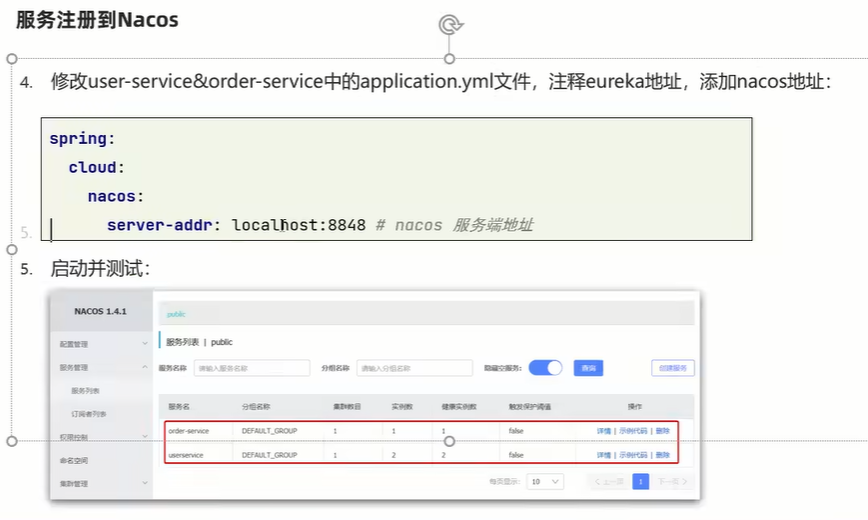 服务注册到Nacos
4. 修改user-service&order-service中的application.yml文件，注释eureka地址，添加nacos地址：
spring:
cloud:
nacos:
server-addr: localhost:8848 # nacos 服务端地址
5.
5. 启动并测试：
NACOS 1.4.1
public
配置管理
服务列表 | public
服务管理
服务名称 请输入服务名称 分组名称 请输入分组名称 隐藏空服务: 查询 创建服务
服务列表
服务名 分组名称 集群数目 实例数 健康实例数 触发保护阈值 操作
订阅者列表
order-service DEFAULT_GROUP 1 1 1 false 详情 | 示例代码 | 删除
权限控制
userservice DEFAULT_GROUP 1 2 2 false 详情 | 示例代码 | 删除
命名空间
集群管理
每页显示: 10 < 上一页 1 下一页 >